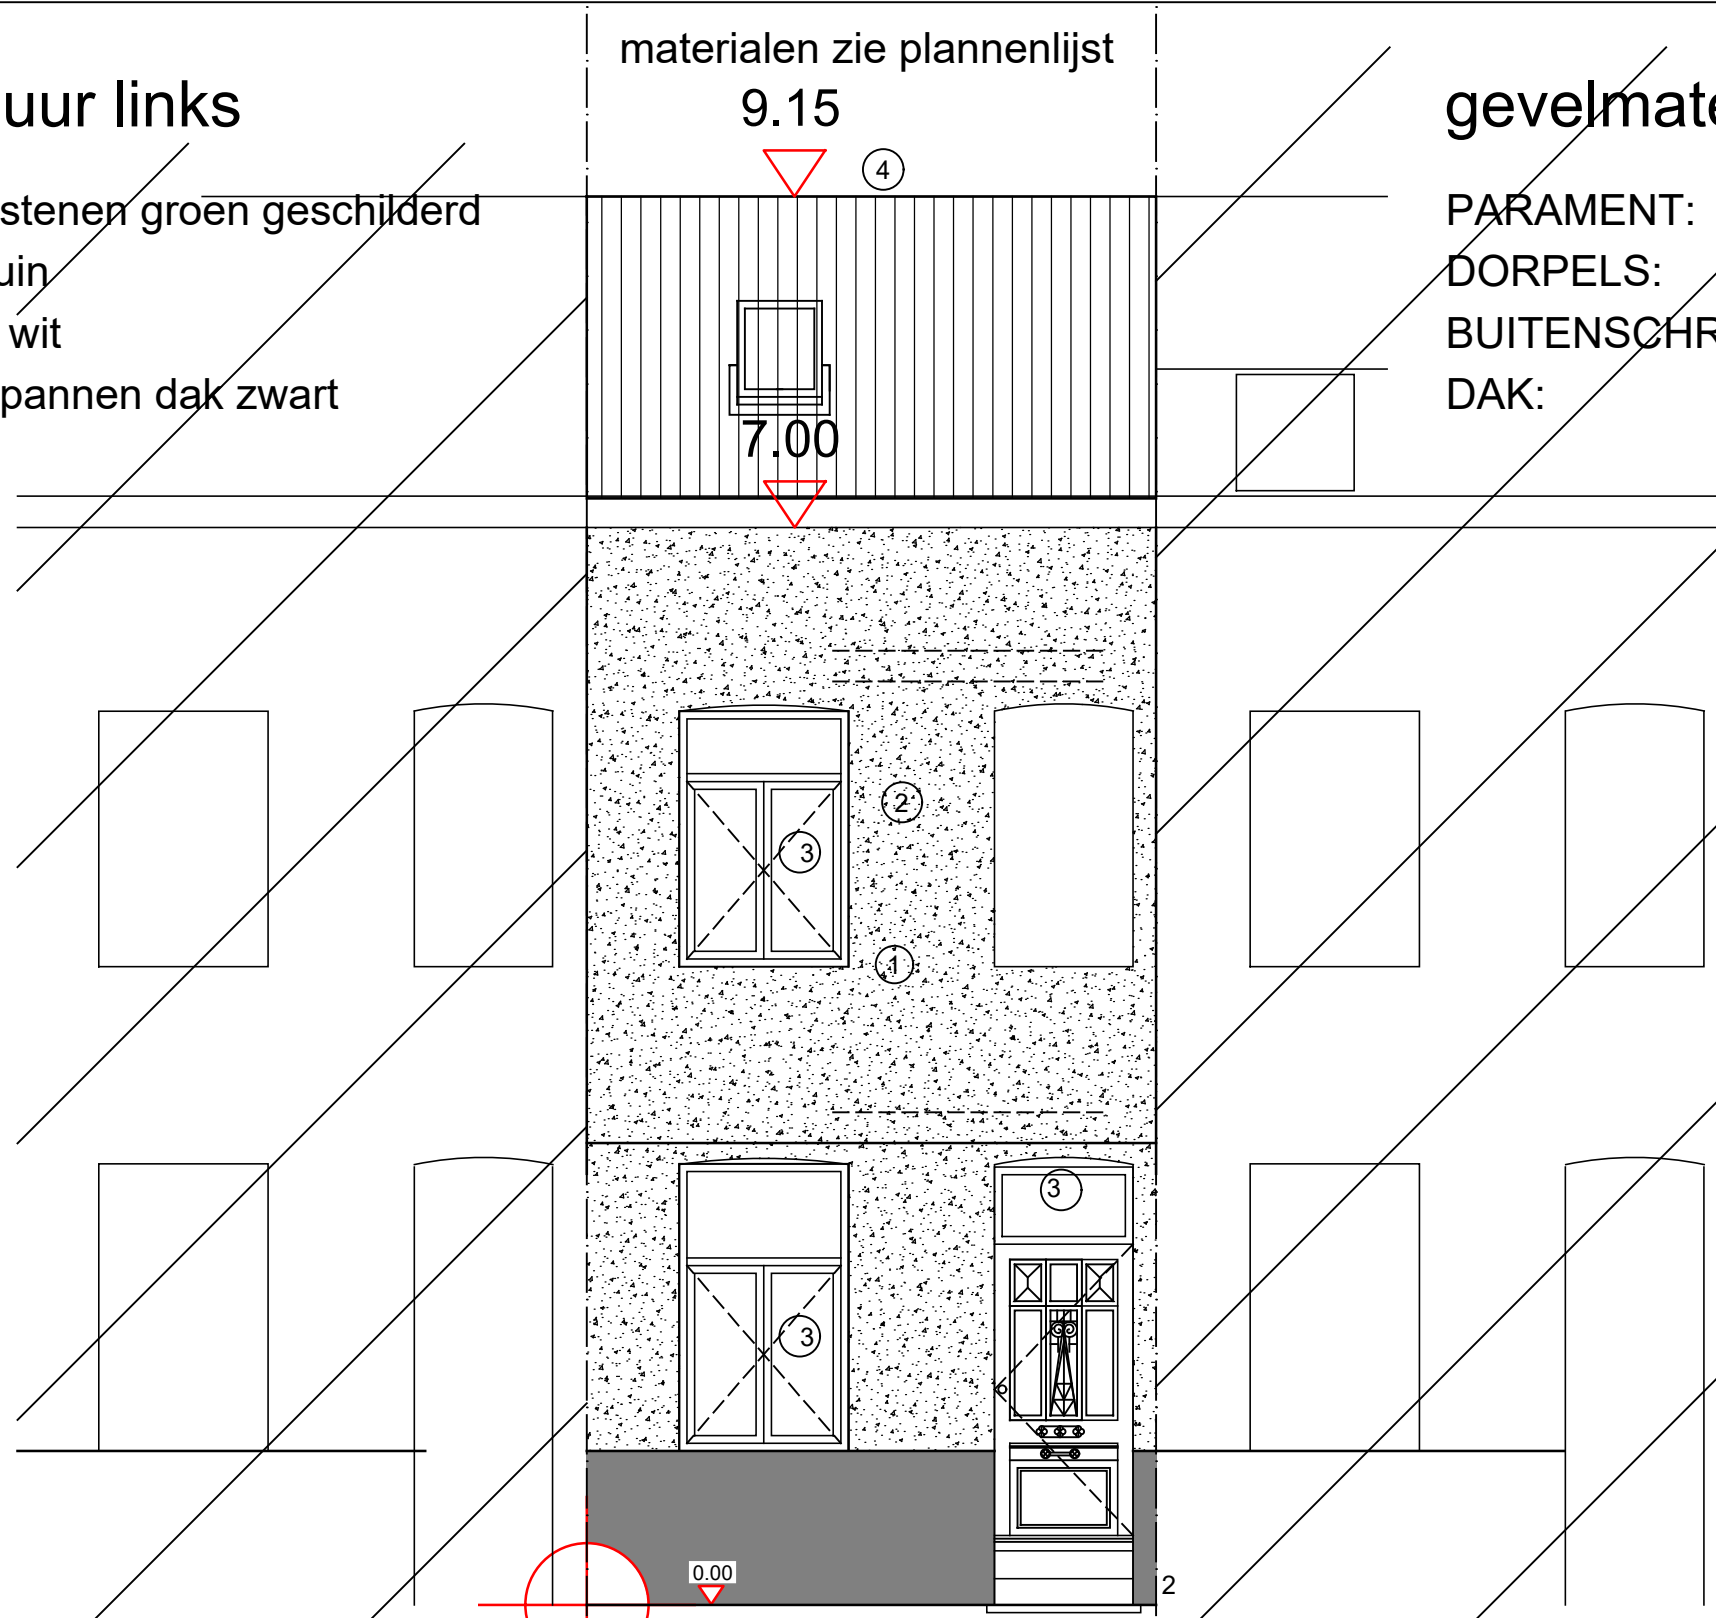 materialen zie plannenlijst
uur links
9.15
gevelmate
4
stenen groen geschilderd
PARAMENT:
uin
DORPELS:
wit
BUITENSCHR
pannen dak zwart
DAK:
7.00
2
3
1
3
3
0.00
2